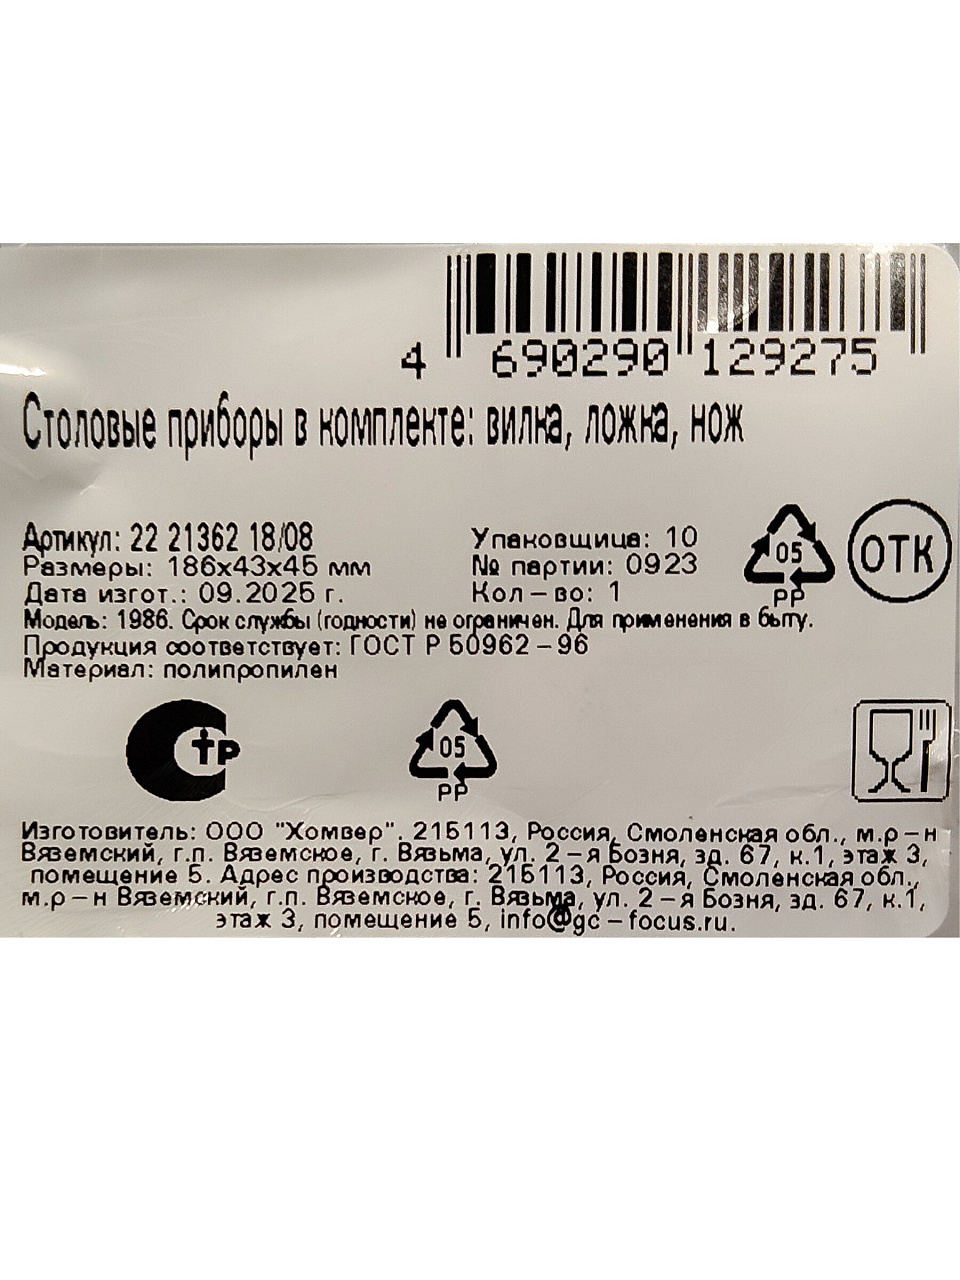 4 690290 129275
Столовые приборы в комплекте: вилка, ложка, нож
Артикул: 22 21362 18/08
Размеры: 186x43x45 мм
Дата изгот.: 09.2025 г.
Упаковщица: 10
№ партии: 0923
Кол-во: 1
05
PP
ОТК
Модель: 1986. Срок службы (годности) не ограничен. Для применения в быту.
Продукция соответствует: ГОСТ Р 50962-96
Материал: полипропилен
СТР
05
PP
Изготовитель: ООО "Хомвер". 215113, Россия, Смоленская обл., м.р-н
Вяземский, г.п. Вяземское, г. Вязьма, ул. 2-я Бозня, зд. 67, к.1, этаж 3,
помещение 5. Адрес производства: 215113, Россия, Смоленская обл.,
м.р-н Вяземский, г.п. Вяземское, г. Вязьма, ул. 2-я Бозня, зд. 67, к.1,
этаж 3, помещение 5, info@gc-focus.ru.